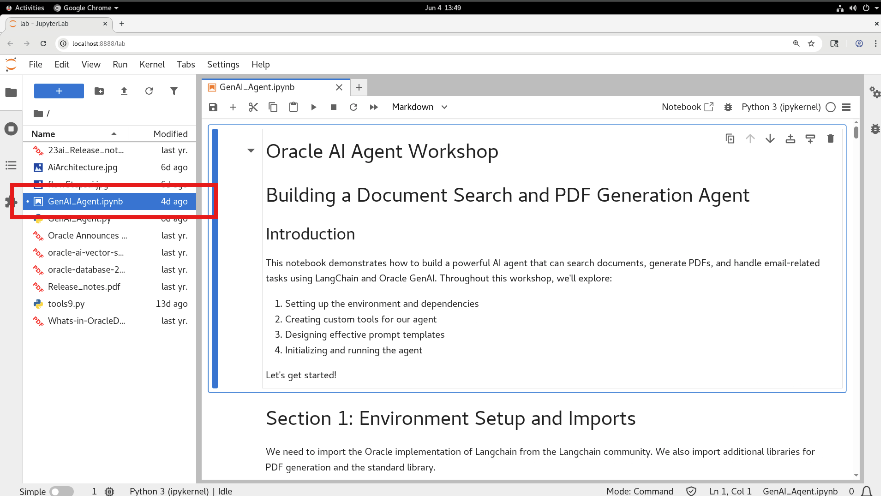 Activities Google Chrome
Jun 4 13:49
lab - JupyterLab
localhost:8888/lab
File Edit View Run Kernel Tabs Settings Help
/
Name Modified
23ai_Release_not... last yr.
AiArchitecture.jpg 6d ago
GenAI_Agent.ipynb 4d ago
GenAI_Agent.py 6d ago
Oracle Announces ... last yr.
oracle-ai-vector-s... last yr.
oracle-database-2... last yr.
Release_notes.pdf last yr.
tools9.py 13d ago
Whats-in-OracleD... last yr.
GenAI_Agent.ipynb
Markdown
Notebook
Python 3 (ipykernel)
Oracle AI Agent Workshop
Building a Document Search and PDF Generation Agent
Introduction
This notebook demonstrates how to build a powerful AI agent that can search documents, generate PDFs, and handle email-related
tasks using LangChain and Oracle GenAI. Throughout this workshop, we'll explore:
1. Setting up the environment and dependencies
2. Creating custom tools for our agent
3. Designing effective prompt templates
4. Initializing and running the agent
Let's get started!
Section 1: Environment Setup and Imports
We need to import the Oracle implementation of Langchain from the Langchain community. We also import additional libraries for
PDF generation and the standard library.
Simple 1 Python 3 (ipykernel) | Idle
Mode: Command Ln 1, Col 1 GenAI_Agent.ipynb 0